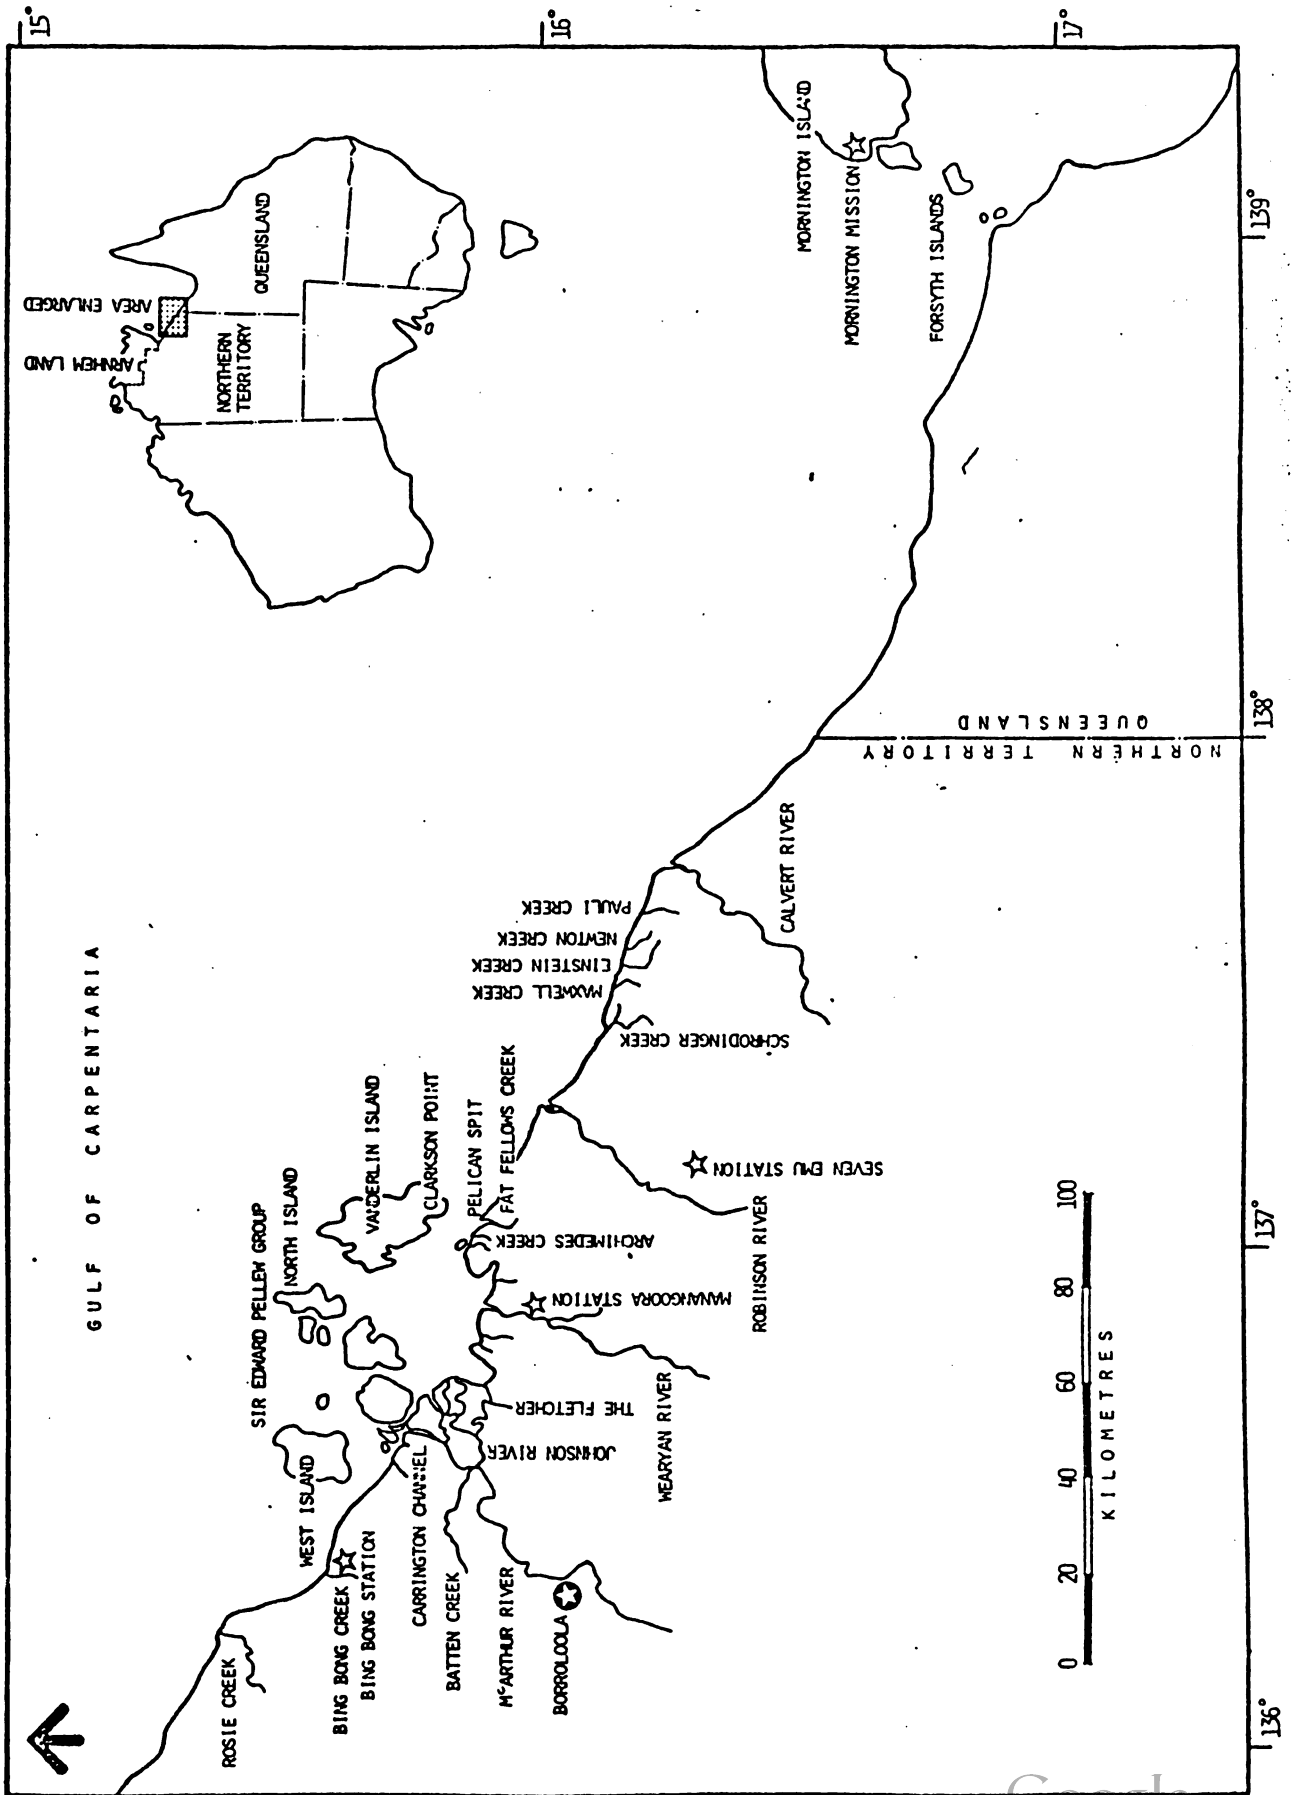 15°
16°
17°
GULF OF CARPENTARIA
ARNHEM LAND
AREA ENLARGED
NORTHERN
TERRITORY
QUEENSLAND
ROSIE CREEK
BING BONG CREEK
BING BONG STATION
WEST ISLAND
SIR EDWARD PELLEW GROUP
NORTH ISLAND
VANDERLIN ISLAND
CLARKSON POINT
PELICAN SPIT
FAT FELLOWS CREEK
CARRINGTON CHANNEL
BATTEN CREEK
McARTHUR RIVER
BORROLOOLA
JOHNSON RIVER
THE FLETCHER
WEARYAN RIVER
MANANGOORA STATION
ARCHIMEDES CREEK
ROBINSON RIVER
SEVEN EMU STATION
SCHRODINGER CREEK
MAXWELL CREEK
EINSTEIN CREEK
NEWTON CREEK
PAULI CREEK
CALVERT RIVER
NORTHERN TERRITORY
QUEENSLAND
MORNINGTON ISLAND
MORNINGTON MISSION
FORSYTH ISLANDS
0 20 40 60 80 100
KILOMETRES
136° 137° 138° 139°
Google